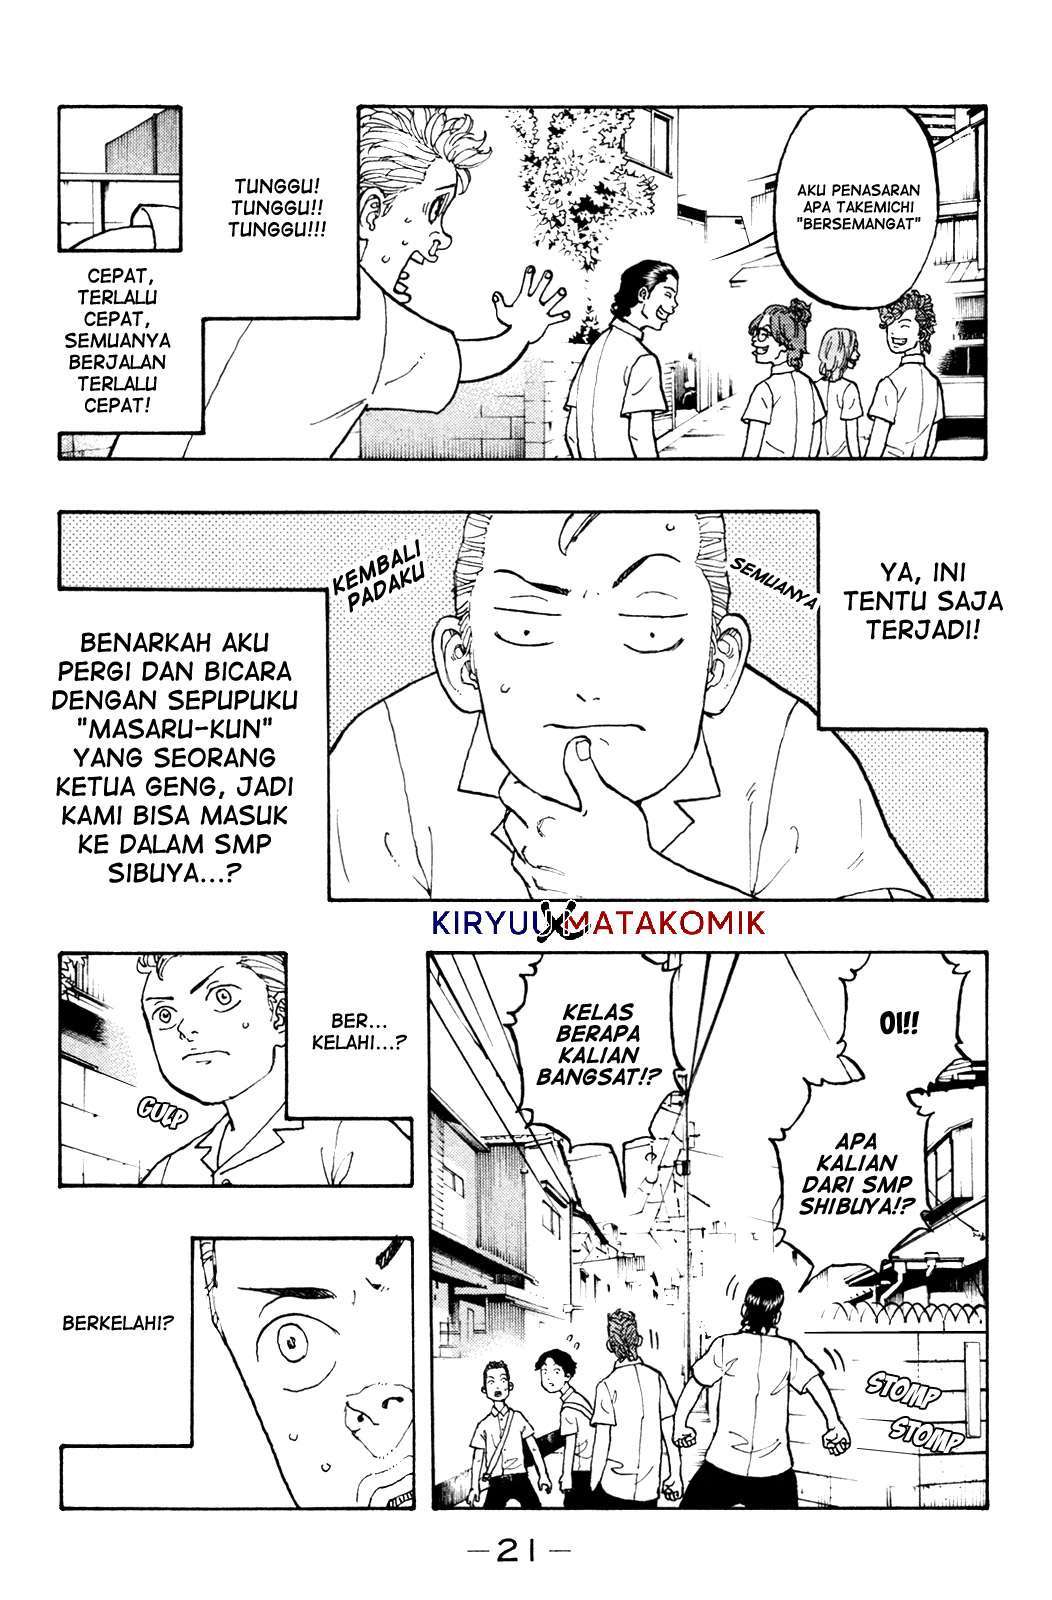 AKU PENASARAN
APA TAKEMICHI
"BERSEMANGAT"
TUNGGU!
TUNGGU!!
TUNGGU!!!
CEPAT,
TERLALU
CEPAT,
SEMUANYA
BERJALAN
TERLALU
CEPAT!
YA, INI
TENTU SAJA
TERJADI!
SEMUANYA
KEMBALI
PADAKU
BENARKAH AKU
PERGI DAN BICARA
DENGAN SEPUPUKU
"MASARU-KUN"
YANG SEORANG
KETUA GENG, JADI
KAMI BISA MASUK
KE DALAM SMP
SIBUYA...?
KIRYUU X MATAKOMIK
OI!!
KELAS
BERAPA
KALIAN
BANGSAT!?
APA
KALIAN
DARI SMP
SHIBUYA!?
STOMP
STOMP
BER...
KELAHI...?
GULP
BERKELAHI?
—21—